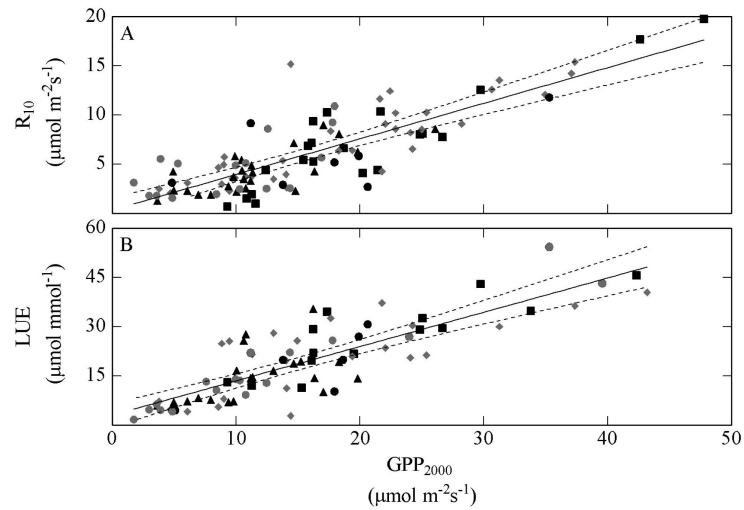 A
20
15
10
5
R10
(μmol m-2s-1)
B
60
45
30
15
LUE
(μmol mmol-1)
0 10 20 30 40 50
GPP2000
(μmol m-2s-1)